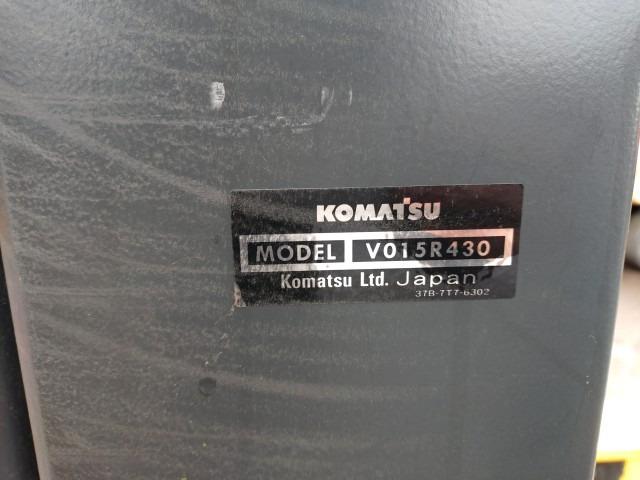 KOMATSU
MODEL V015R430
Komatsu Ltd. Japan
37B-7T7-6302